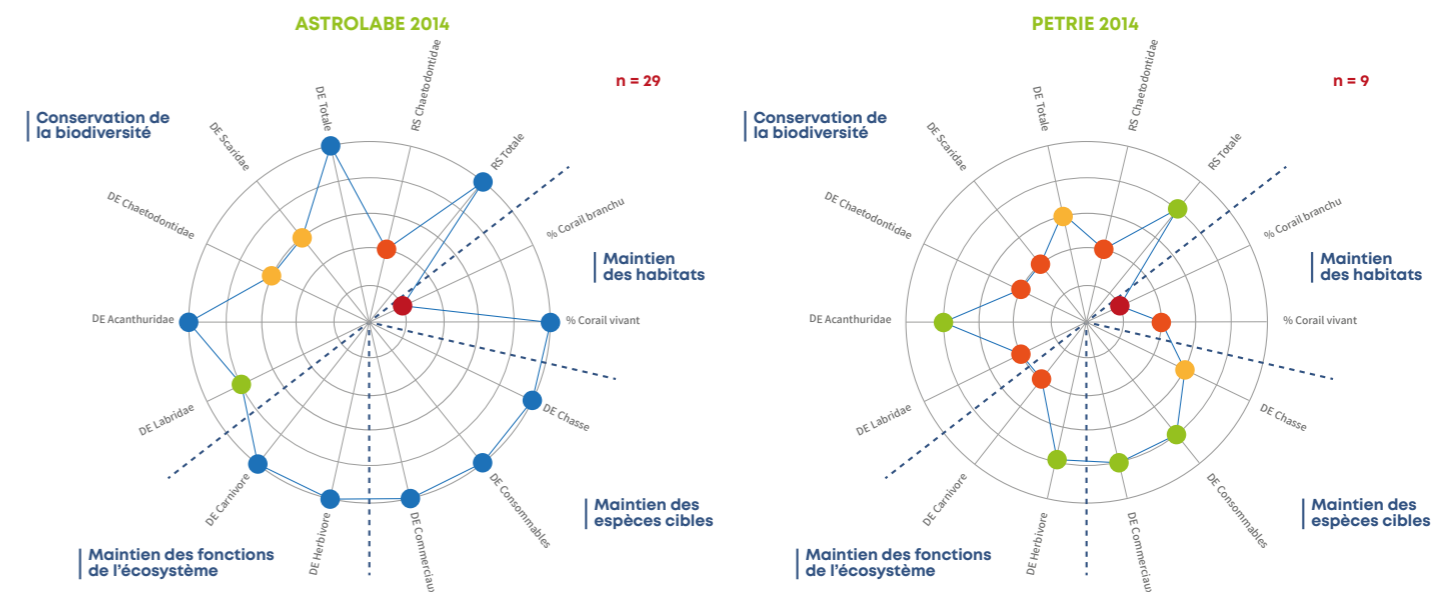 ASTROLABE 2014
n = 29
Conservation de
la biodiversité
DE Totale
RS Chaetodontidae
RS Totale
DE Scaridae
DE Chaetodontidae
% Corail branchu
Maintien
des habitats
DE Acanthuridae
% Corail vivant
DE Labridae
DE Chasse
DE Carnivore
DE Herbivore
DE Commerciaux
DE Consommables
Maintien des
espèces cibles
Maintien des fonctions
de l'écosystème
PETRIE 2014
n = 9
Conservation de
la biodiversité
DE Totale
RS Chaetodontidae
RS Totale
DE Scaridae
DE Chaetodontidae
% Corail branchu
Maintien
des habitats
DE Acanthuridae
% Corail vivant
DE Labridae
DE Chasse
DE Carnivore
DE Herbivore
DE Commerciaux
DE Consommables
Maintien des
espèces cibles
Maintien des fonctions
de l'écosystème